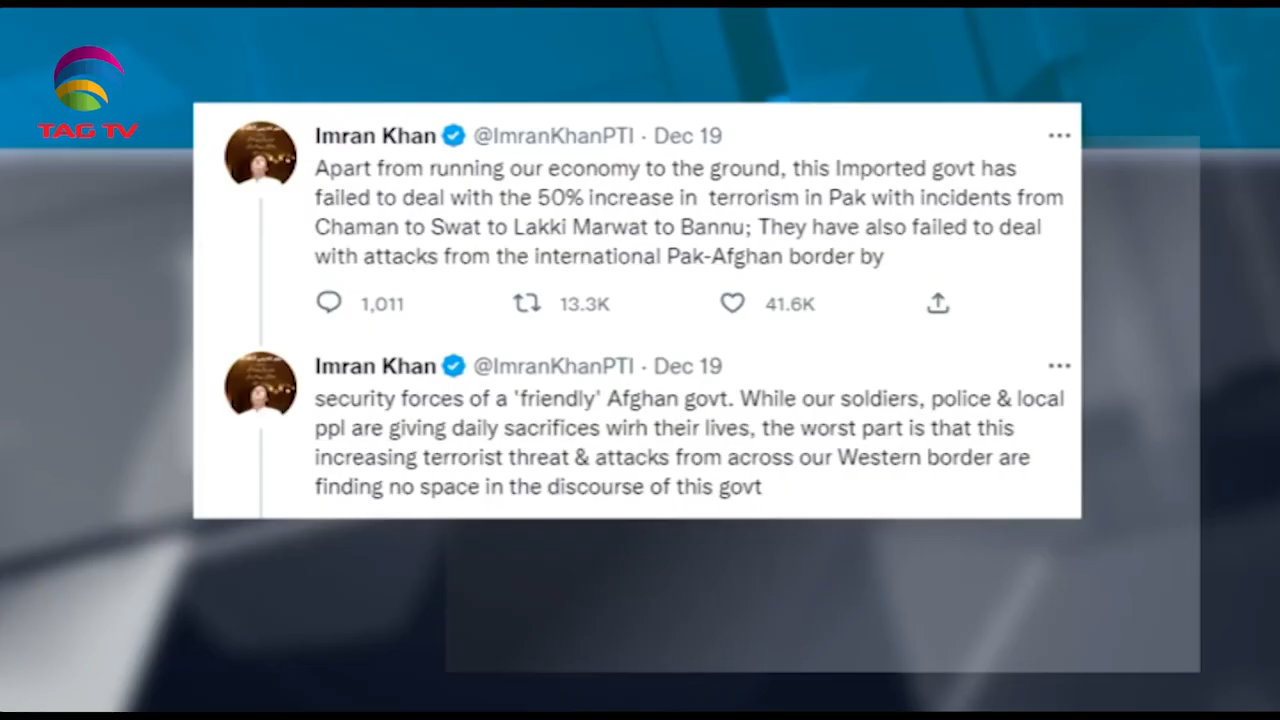 TAG TV
Imran Khan @ImranKhanPTI · Dec 19
Apart from running our economy to the ground, this Imported govt has
failed to deal with the 50% increase in terrorism in Pak with incidents from
Chaman to Swat to Lakki Marwat to Bannu; They have also failed to deal
with attacks from the international Pak-Afghan border by
1,011 13.3K 41.6K
Imran Khan @ImranKhanPTI · Dec 19
security forces of a 'friendly' Afghan govt. While our soldiers, police & local
ppl are giving daily sacrifices wirh their lives, the worst part is that this
increasing terrorist threat & attacks from across our Western border are
finding no space in the discourse of this govt